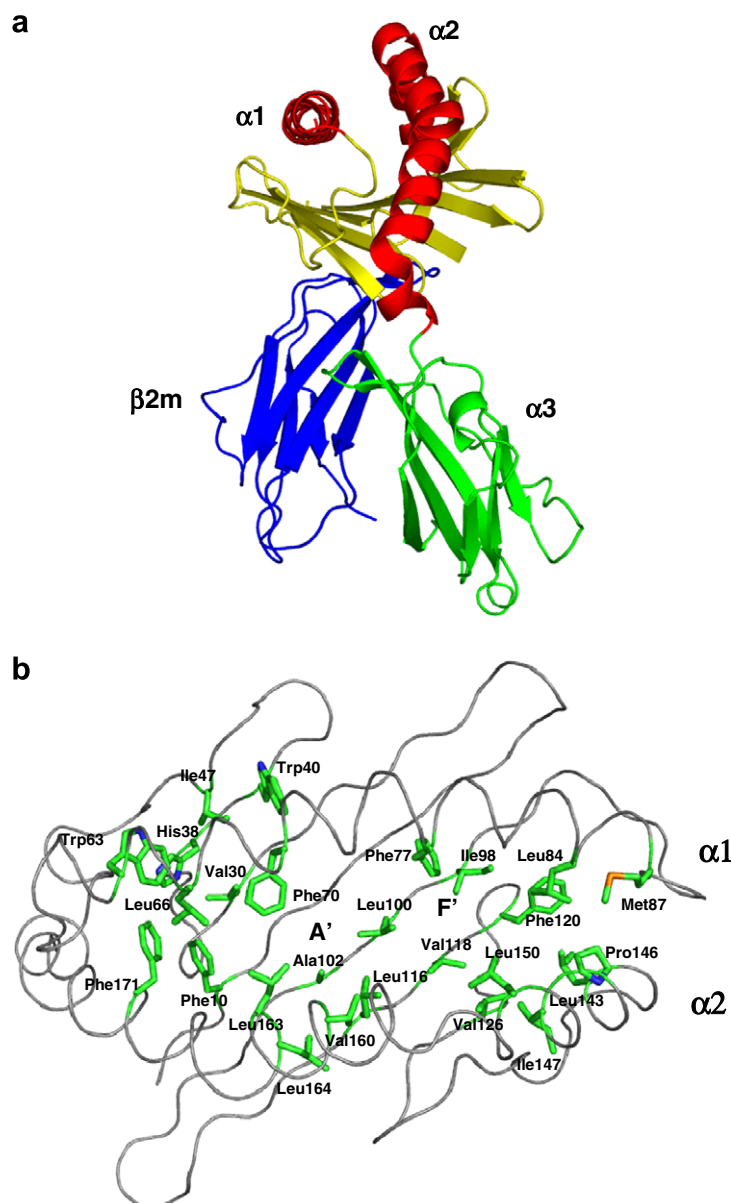 a
α2
α1
β2m
α3
b
Ile47
Trp40
Trp63
His38
Val30
Phe77
Ile98
Leu84
α1
Leu66
Phe70
Leu100
F'
Phe120
Met87
A'
Phe171
Phe10
Ala102
Val118
Leu150
Pro146
Leu116
α2
Leu163
Val160
Val126
Leu143
Leu164
Ile147